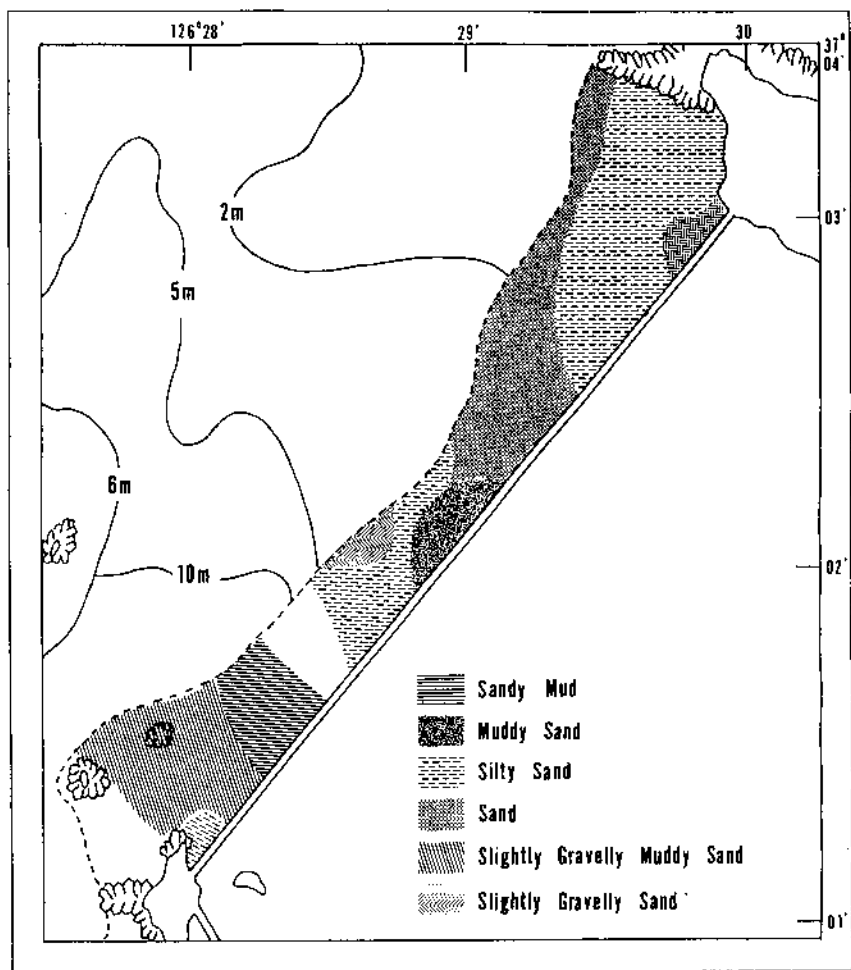 126°28' 29' 30
37°
04'
03'
2m
5m
6m
02'
10m
Sandy Mud
Muddy Sand
Silty Sand
Sand
Slightly Gravelly Muddy Sand
Slightly Gravelly Sand
01'